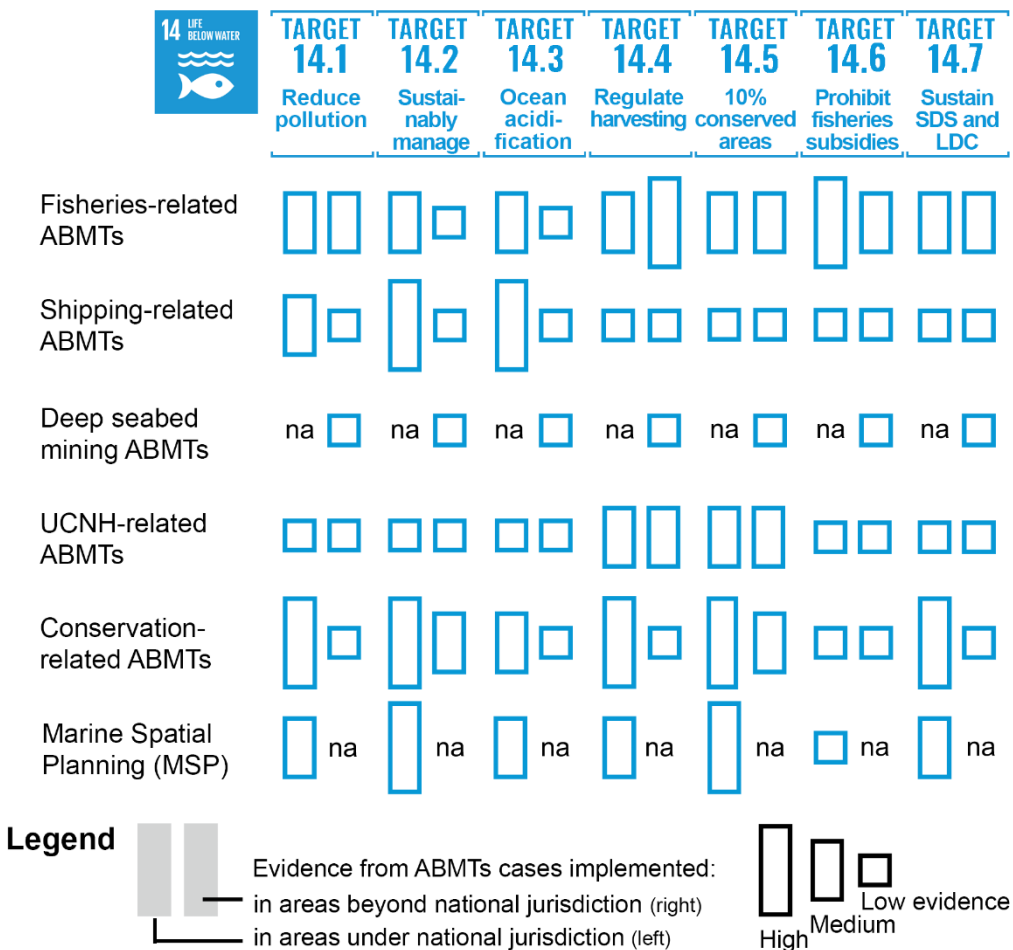 14 LIFE
BELOW WATER
TARGET
14.1
Reduce
pollution
TARGET
14.2
Sustai-
nably
manage
TARGET
14.3
Ocean
acidi-
fication
TARGET
14.4
Regulate
harvesting
TARGET
14.5
10%
conserved
areas
TARGET
14.6
Prohibit
fisheries
subsidies
TARGET
14.7
Sustain
SDS and
LDC
Fisheries-related
ABMTs
Shipping-related
ABMTs
Deep seabed
mining ABMTs
na na na na na na na
UCNH-related
ABMTs
Conservation-
related ABMTs
Marine Spatial
Planning (MSP)
na na na na na na na
Legend
Evidence from ABMTs cases implemented:
in areas beyond national jurisdiction (right)
in areas under national jurisdiction (left)
Low evidence
Medium
High